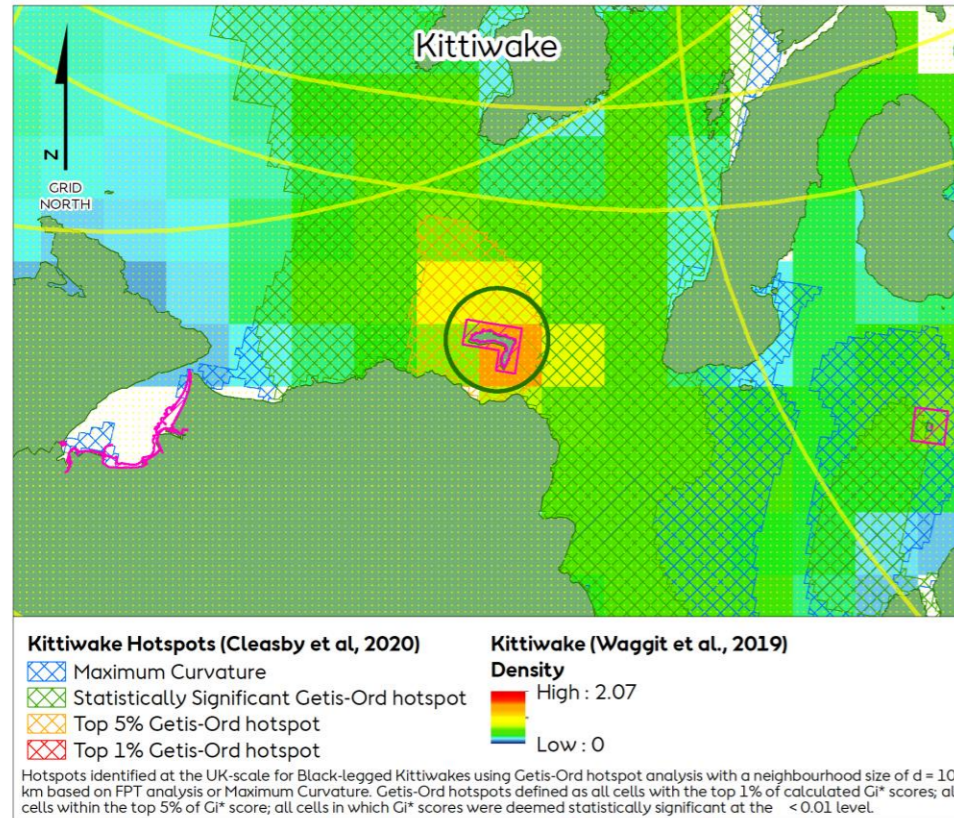 Kittiwake
N
GRID
NORTH
Kittiwake Hotspots (Cleasby et al, 2020)
Maximum Curvature
Statistically Significant Getis-Ord hotspot
Top 5% Getis-Ord hotspot
Top 1% Getis-Ord hotspot
Kittiwake (Waggit et al., 2019)
Density
High : 2.07
Low : 0
Hotspots identified at the UK-scale for Black-legged Kittiwakes using Getis-Ord hotspot analysis with a neighbourhood size of d = 10
km based on FPT analysis or Maximum Curvature. Getis-Ord hotspots defined as all cells with the top 1% of calculated Gi* scores; al
cells within the top 5% of Gi* score; all cells in which Gi* scores were deemed statistically significant at the < 0.01 level.